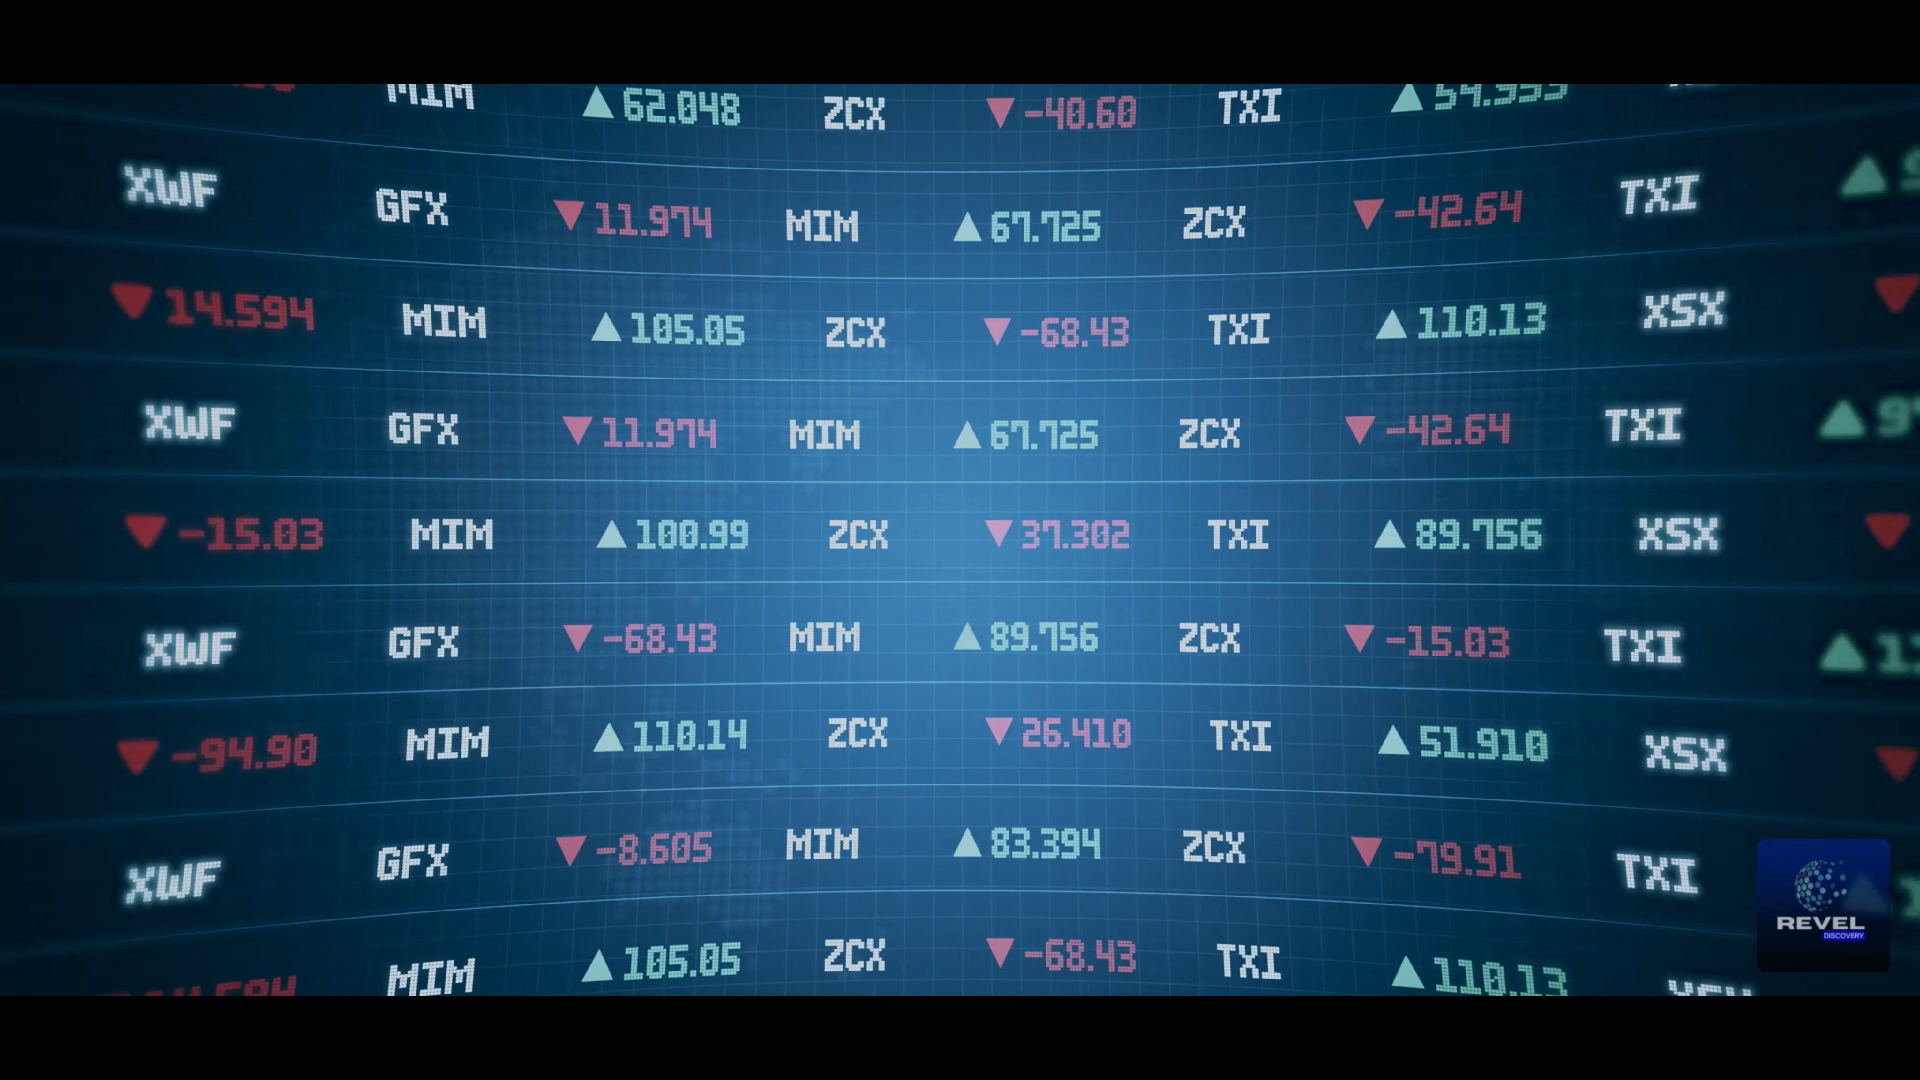 MIM ▲ 62.048 ZCX ▼ -40.60 TXI ▲ 54.993
XWF GFX ▼ 11.974 MIM ▲ 67.725 ZCX ▼ -42.64 TXI ▲
▼ 14.594 MIM ▲ 105.05 ZCX ▼ -68.43 TXI ▲ 110.13 XSX ▼
XWF GFX ▼ 11.974 MIM ▲ 67.725 ZCX ▼ -42.64 TXI ▲
▼ -15.03 MIM ▲ 100.99 ZCX ▼ 37.302 TXI ▲ 89.756 XSX ▼
XWF GFX ▼ -68.43 MIM ▲ 89.756 ZCX ▼ -15.03 TXI ▲
▼ -94.90 MIM ▲ 110.14 ZCX ▼ 26.410 TXI ▲ 51.910 XSX ▼
XWF GFX ▼ -8.605 MIM ▲ 83.394 ZCX ▼ -79.91 TXI
MIM ▲ 105.05 ZCX ▼ -68.43 TXI ▲ 110.13 XSX
REVEL
DISCOVERY